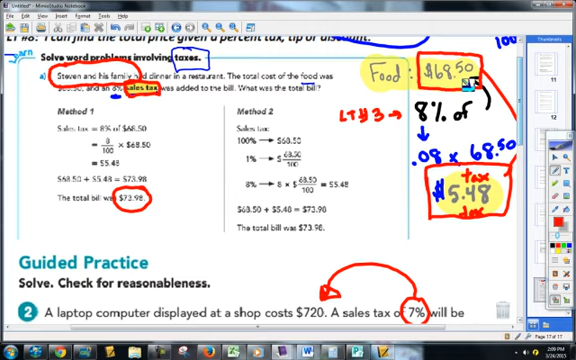 Untitled* - MimioStudio Notebook
File Edit View Insert Format Tools Help
LT #8: I can find the total price given a percent tax, tip or discount.
Learn
Solve word problems involving taxes.
100
a) Steven and his family had dinner in a restaurant. The total cost of the food was
$68.50, and an 8% sales tax was added to the bill. What was the total bill?
Method 1
Sales tax = 8% of $68.50
= 8/100 × $68.50
= $5.48
$68.50 + $5.48 = $73.98
The total bill was $73.98.
Method 2
Sales tax:
100% → $68.50
1% → $68.50/100
8% → 8 × $68.50/100 = $5.48
$68.50 + $5.48 = $73.98
The total bill was $73.98.
Food: $68.50
LT#3 → 8% of
.08 × 68.50
tax
$5.48
Guided Practice
Solve. Check for reasonableness.
2 A laptop computer displayed at a shop costs $720. A sales tax of 7% will be
Page 17 of 17
2:09 PM